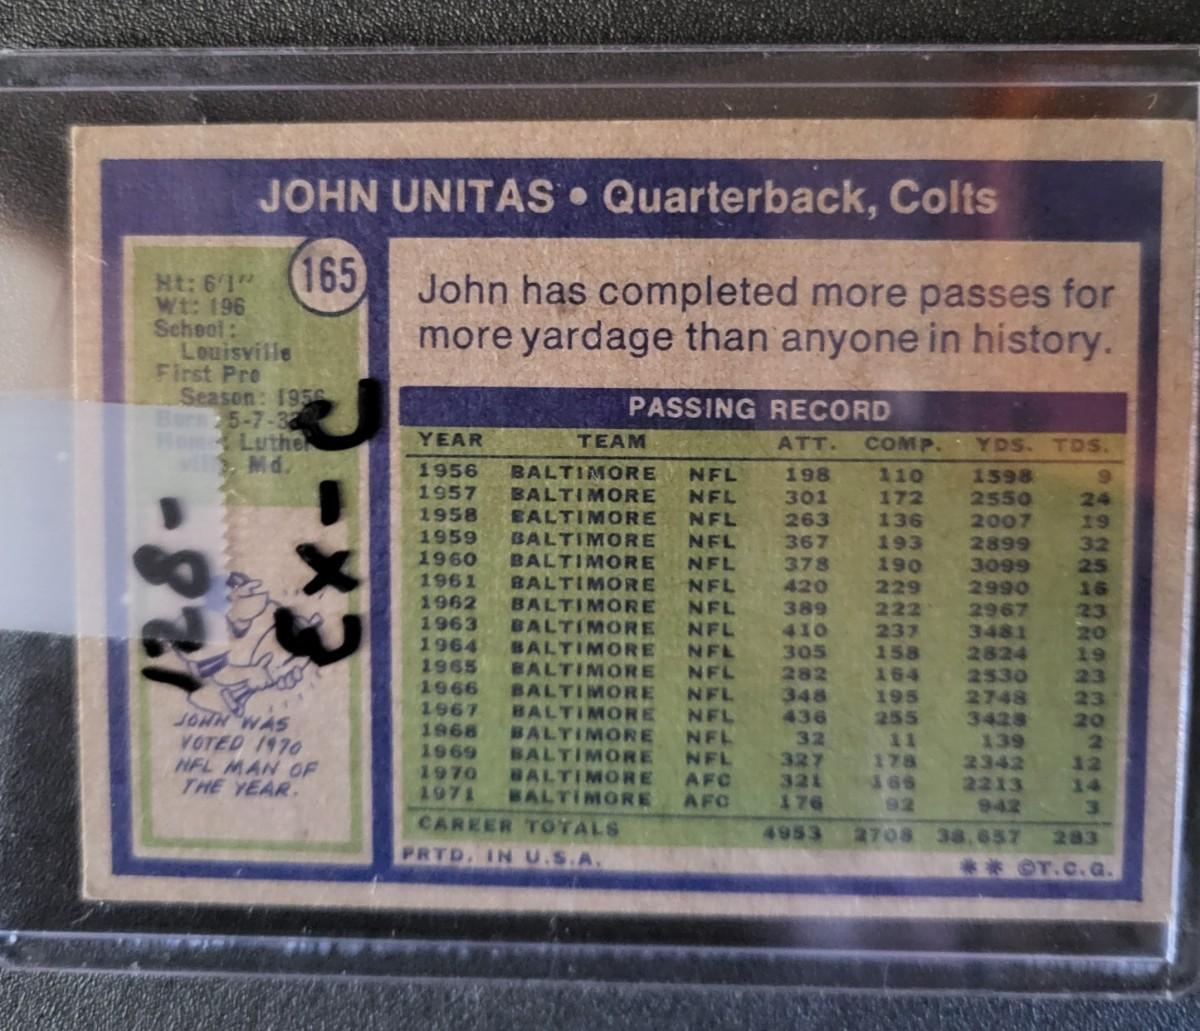 JOHN UNITAS • Quarterback, Colts
165
Ht: 6'1"
Wt: 196
School:
Louisville
First Pro
Season: 1956
Born: 5-7-33
Home: Luther
ville, Md.
128-
Ex-C
JOHN WAS
VOTED 1970
NFL MAN OF
THE YEAR.
John has completed more passes for
more yardage than anyone in history.
PASSING RECORD
YEAR TEAM ATT. COMP. YDS. TDS.
1956 BALTIMORE NFL 198 110 1598 9
1957 BALTIMORE NFL 301 172 2550 24
1958 BALTIMORE NFL 263 136 2007 19
1959 BALTIMORE NFL 367 193 2899 32
1960 BALTIMORE NFL 378 190 3099 25
1961 BALTIMORE NFL 420 229 2990 16
1962 BALTIMORE NFL 389 222 2967 23
1963 BALTIMORE NFL 410 237 3481 20
1964 BALTIMORE NFL 305 158 2824 19
1965 BALTIMORE NFL 282 164 2530 23
1966 BALTIMORE NFL 348 195 2748 23
1967 BALTIMORE NFL 436 255 3428 20
1968 BALTIMORE NFL 32 11 139 2
1969 BALTIMORE NFL 327 178 2342 12
1970 BALTIMORE AFC 321 166 2213 14
1971 BALTIMORE AFC 176 92 942 3
CAREER TOTALS 4953 2708 38,657 283
PRTD. IN U.S.A.
** ©T.C.G.